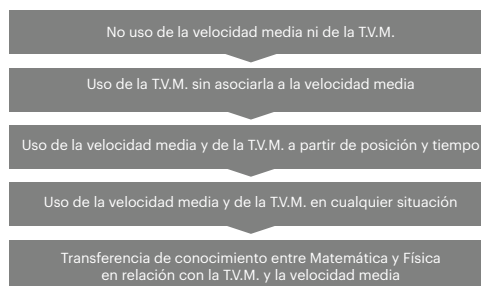 No uso de la velocidad media ni de la T.V.M.
Uso de la T.V.M. sin asociarla a la velocidad media
Uso de la velocidad media y de la T.V.M. a partir de posición y tiempo
Uso de la velocidad media y de la T.V.M. en cualquier situación
Transferencia de conocimiento entre Matemática y Física
en relación con la T.V.M. y la velocidad media